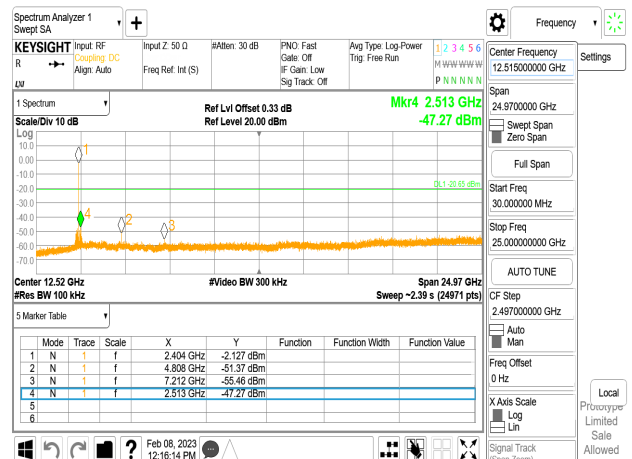 Spectrum Analyzer 1
Swept SA
Frequency
KEYSIGHT
R
LXI
Input: RF
Coupling: DC
Align: Auto
Input Z: 50 Ω
Freq Ref: Int (S)
#Atten: 30 dB
PNO: Fast
Gate: Off
IF Gain: Low
Sig Track: Off
Avg Type: Log-Power
Trig: Free Run
1 2 3 4 5 6
M W W W W W
P N N N N N
Center Frequency
12.515000000 GHz
Settings
Span
24.9700000 GHz
Swept Span
Zero Span
Full Span
Start Freq
30.000000 MHz
Stop Freq
25.00000000 GHz
AUTO TUNE
CF Step
2.497000000 GHz
Auto
Man
Freq Offset
0 Hz
X Axis Scale
Log
Lin
Signal Track
(Span Zoom)
Local
Prototype
Limited
Sale
Allowed
1 Spectrum
Scale/Div 10 dB
Ref Lvl Offset 0.33 dB
Ref Level 20.00 dBm
Mkr4 2.513 GHz
-47.27 dBm
Log
10.0
0.00
-10.0
-20.0
-30.0
-40.0
-50.0
-60.0
-70.0
1
2
3
4
DL1 -20.65 dBm
Center 12.52 GHz
#Res BW 100 kHz
#Video BW 300 kHz
Span 24.97 GHz
Sweep ~2.39 s (24971 pts)
5 Marker Table
Mode Trace Scale X Y Function Function Width Function Value
1 N 1 f 2.404 GHz -2.127 dBm
2 N 1 f 4.808 GHz -51.37 dBm
3 N 1 f 7.212 GHz -55.46 dBm
4 N 1 f 2.513 GHz -47.27 dBm
5
6
?
Feb 08, 2023
12:16:14 PM